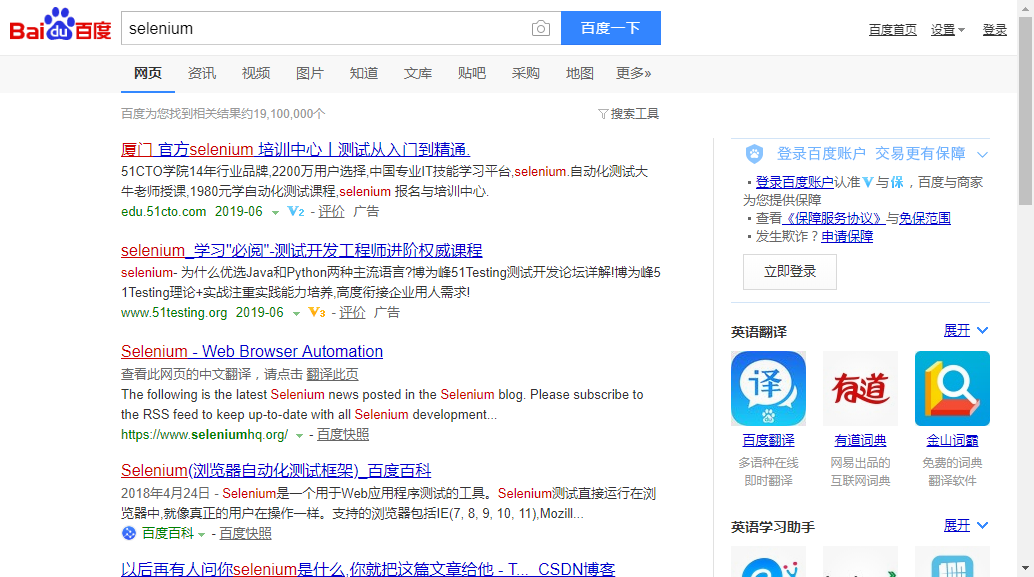 Bai du 百度
selenium
百度一下
百度首页 设置 登录
网页 资讯 视频 图片 知道 文库 贴吧 采购 地图 更多»
百度为您找到相关结果约19,100,000个
搜索工具
厦门 官方selenium 培训中心丨测试从入门到精通.
51CTO学院14年行业品牌,2200万用户选择,中国专业IT技能学习平台,selenium.自动化测试大
牛老师授课,1980元学自动化测试课程,selenium 报名与培训中心.
edu.51cto.com 2019-06 V2 - 评价 广告
selenium_学习"必阅"-测试开发工程师进阶权威课程
selenium- 为什么优选Java和Python两种主流语言?博为峰51Testing测试开发论坛详解!博为峰5
1Testing理论+实战注重实践能力培养,高度衔接企业用人需求!
www.51testing.org 2019-06 V3 - 评价 广告
Selenium - Web Browser Automation
查看此网页的中文翻译，请点击 翻译此页
The following is the latest Selenium news posted in the Selenium blog. Please subscribe to
the RSS feed to keep up-to-date with all Selenium development...
https://www.seleniumhq.org/ - 百度快照
Selenium(浏览器自动化测试框架)_百度百科
2018年4月24日 - Selenium是一个用于Web应用程序测试的工具。Selenium测试直接运行在浏
览器中,就像真正的用户在操作一样。支持的浏览器包括IE(7, 8, 9, 10, 11),Mozill...
百度百科 - 百度快照
以后再有人问你selenium是什么,你就把这篇文章给他 - T..._CSDN博客
登录百度账户 交易更有保障
·登录百度账户认准V与保，百度与商家
为您提供保障
·查看《保障服务协议》与免保范围
·发生欺诈？申请保障
立即登录
英语翻译 展开
译 有道
百度翻译 有道词典 金山词霸
多语种在线 网易出品的 免费的词典
即时翻译 互联网词典 翻译软件
英语学习助手 展开